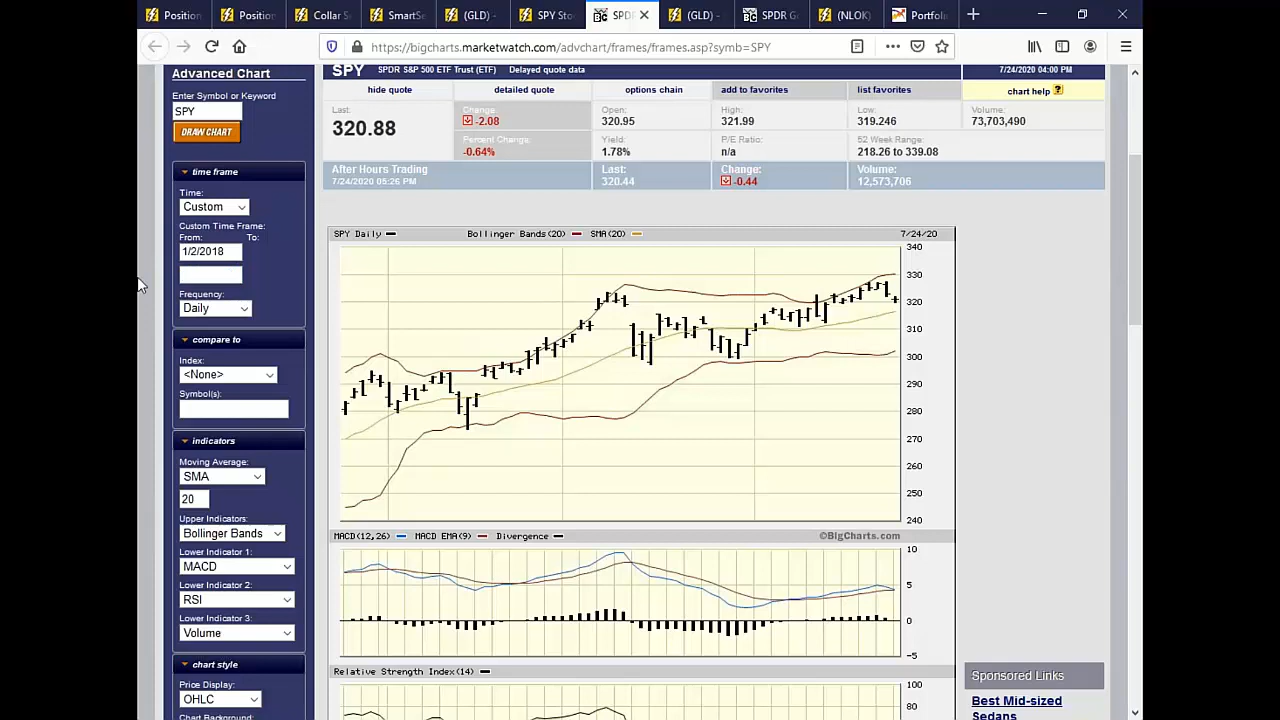 Position
Position
Collar S
SmartSe
(GLD) -
SPY Sto
SPD
(GLD) -
SPDR G
(NLOK)
Portfoli
https://bigcharts.marketwatch.com/advchart/frames/frames.asp?symb=SPY
Advanced Chart
Enter Symbol or Keyword
SPY
DRAW CHART
time frame
Time:
Custom
Custom Time Frame:
From: To:
1/2/2018
Frequency:
Daily
compare to
Index:
<None>
Symbol(s):
indicators
Moving Average:
SMA
20
Upper Indicators:
Bollinger Bands
Lower Indicator 1:
MACD
Lower Indicator 2:
RSI
Lower Indicator 3:
Volume
chart style
Price Display:
OHLC
Chart Background:
SPY SPDR S&P 500 ETF Trust (ETF) Delayed quote data 7/24/2020 04:00 PM
hide quote detailed quote options chain add to favorites list favorites chart help ?
Last: Change: Open: High: Low: Volume:
320.88 -2.08 320.95 321.99 319.246 73,703,490
Percent Change: Yield: P/E Ratio: 52 Week Range:
-0.64% 1.78% n/a 218.26 to 339.08
After Hours Trading Last: Change: Volume:
7/24/2020 05:26 PM 320.44 -0.44 12,573,706
SPY Daily Bollinger Bands(20) SMA(20) 7/24/20
340
330
320
310
300
290
280
270
260
250
240
MACD(12,26) MACD EMA(9) Divergence ©BigCharts.com
10
5
0
-5
Relative Strength Index(14)
100
80
Sponsored Links
Best Mid-sized
Sedans